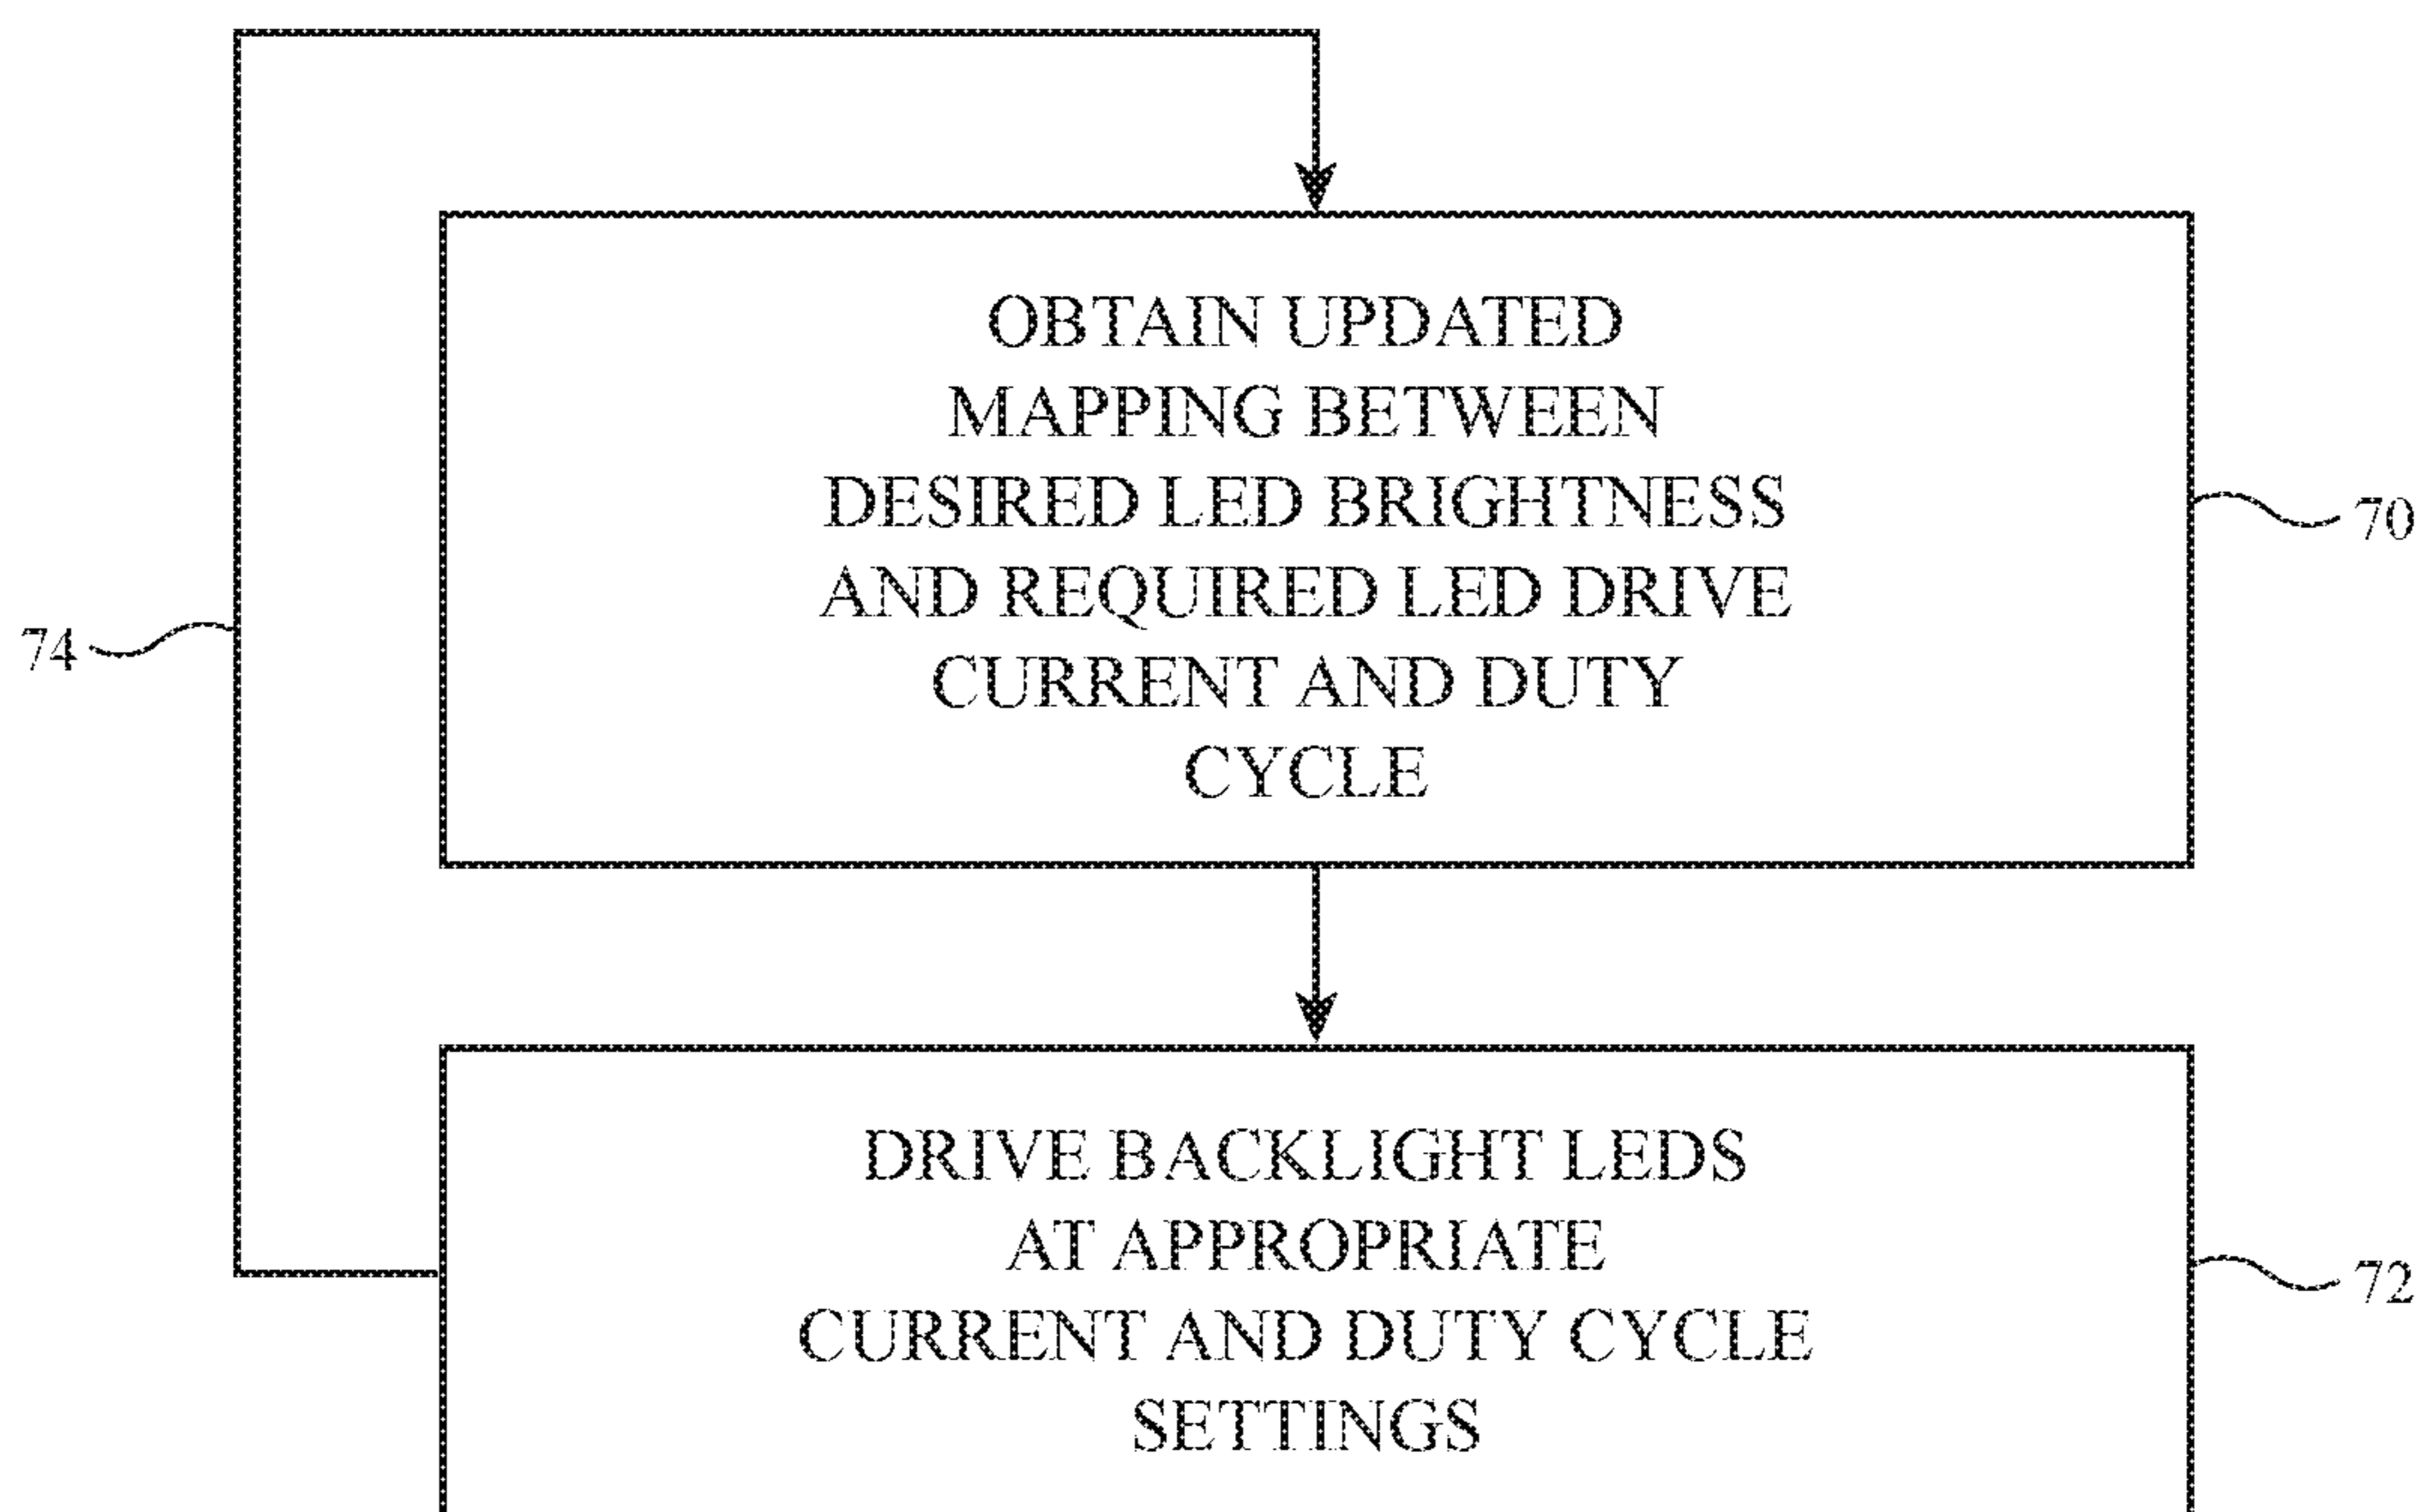 OBTAIN UPDATED
MAPPING BETWEEN
DESIRED LED BRIGHTNESS
AND REQUIRED LED DRIVE
CURRENT AND DUTY
CYCLE
70
74
DRIVE BACKLIGHT LEDS
AT APPROPRIATE
CURRENT AND DUTY CYCLE
SETTINGS
72